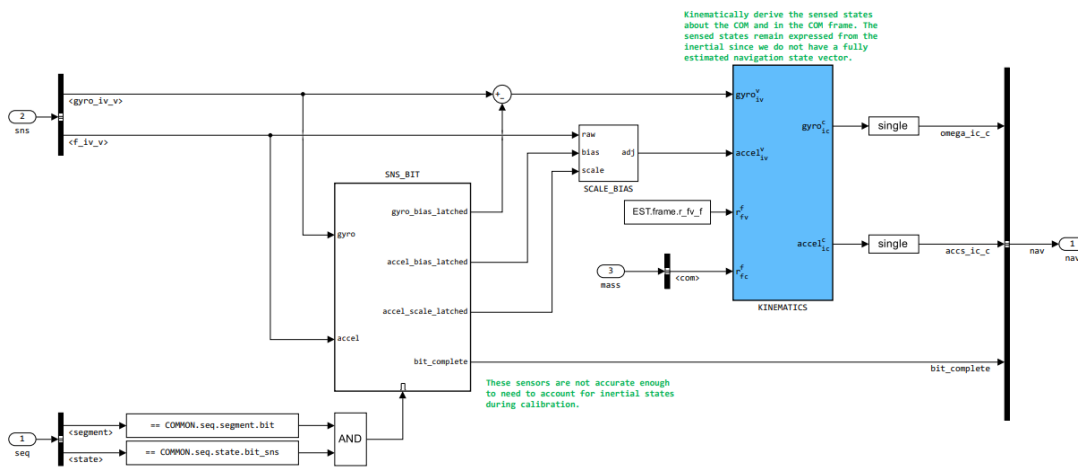 Kinematically derive the sensed states
about the COM and in the COM frame. The
sensed states remain expressed from the
inertial since we do not have a fully
estimated navigation state vector.
<gyro_iv_v>
2
sns
<f_iv_v>
+
-
gyro^v_iv
gyro^c_ic
single
omega_ic_c
raw
bias
adj
scale
SCALE_BIAS
accel^v_iv
SNS_BIT
gyro_bias_latched
EST.frame.r_fv_f
r^f_fv
gyro
accel^c_ic
single
accs_ic_c
nav
1
nav
accel_bias_latched
3
mass
<com>
r^f_fc
KINEMATICS
accel_scale_latched
accel
bit_complete
bit_complete
These sensors are not accurate enough
to need to account for inertial states
during calibration.
1
seq
<segment>
== COMMON.seq.segment.bit
AND
<state>
== COMMON.seq.state.bit_sns